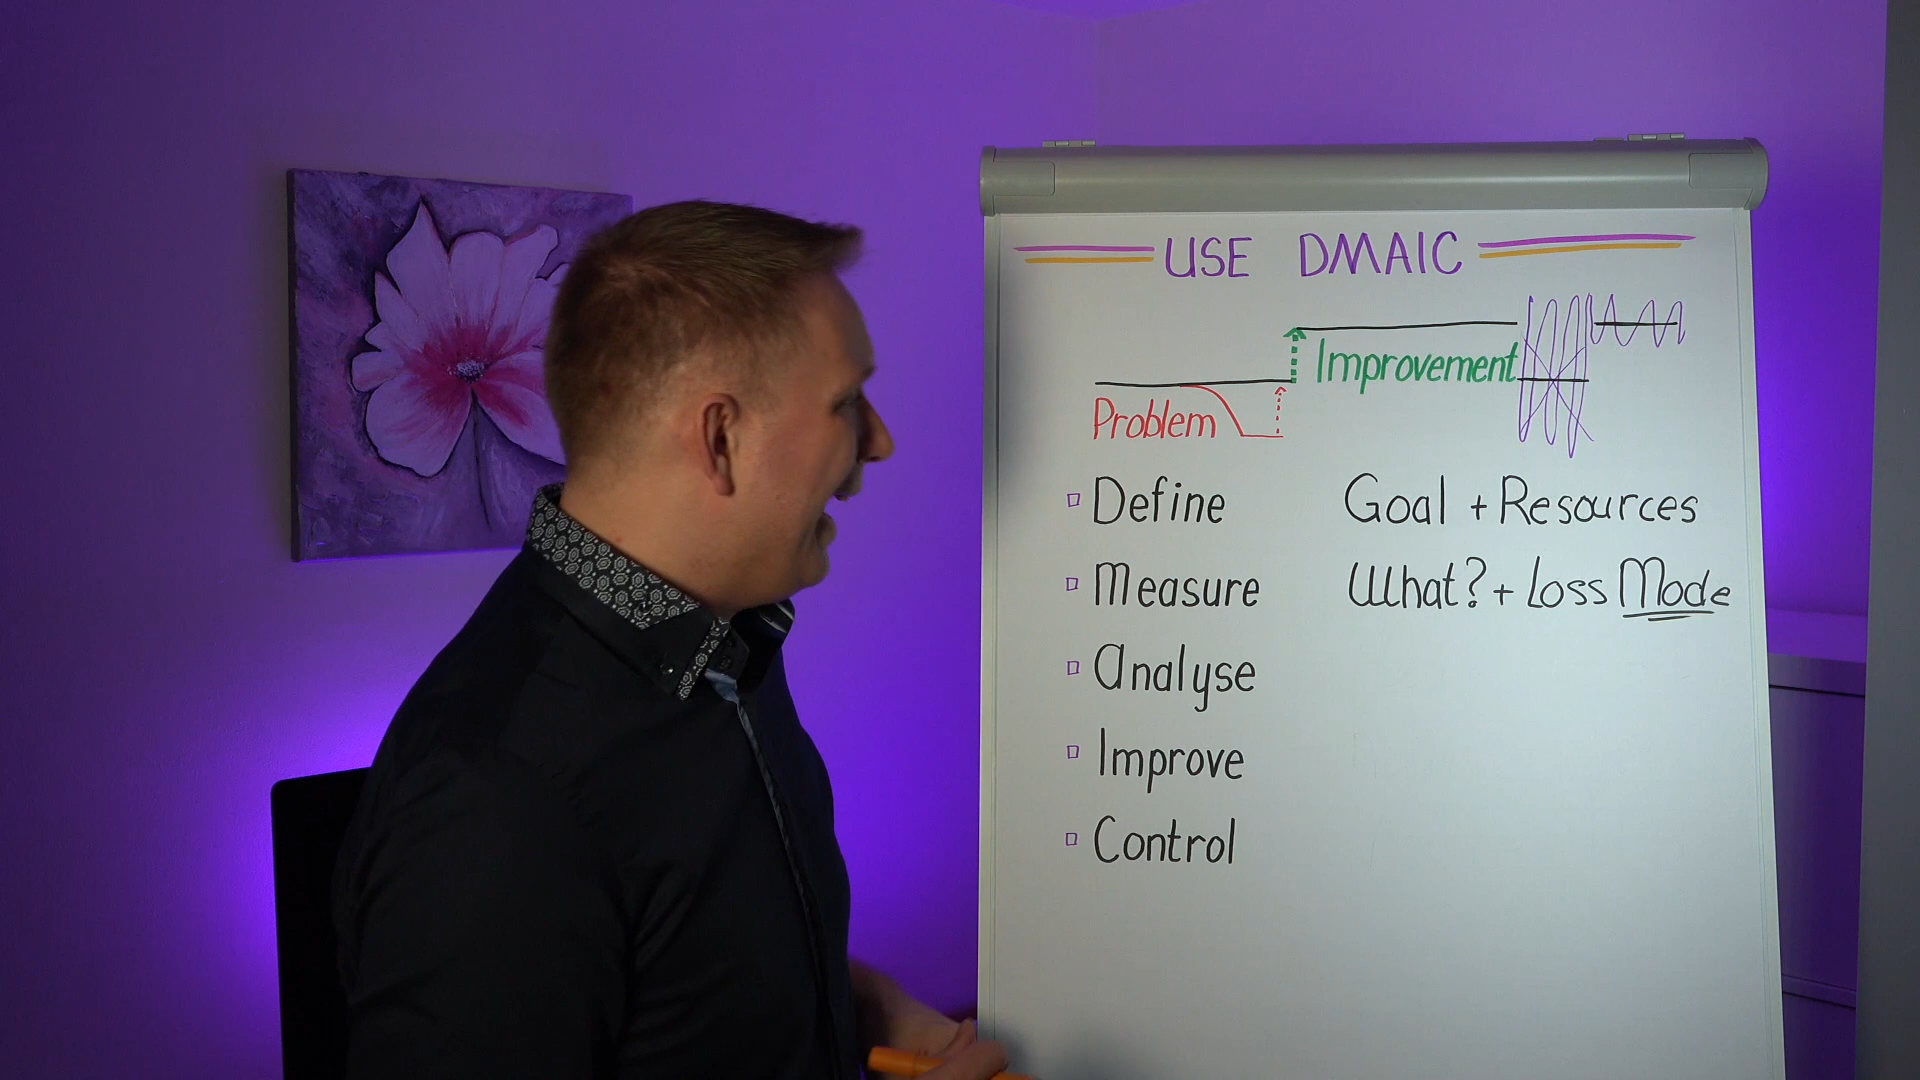 USE DMAIC
Improvement
Problem
Define Goal + Resources
Measure What? + Loss Mode
Analyse
Improve
Control